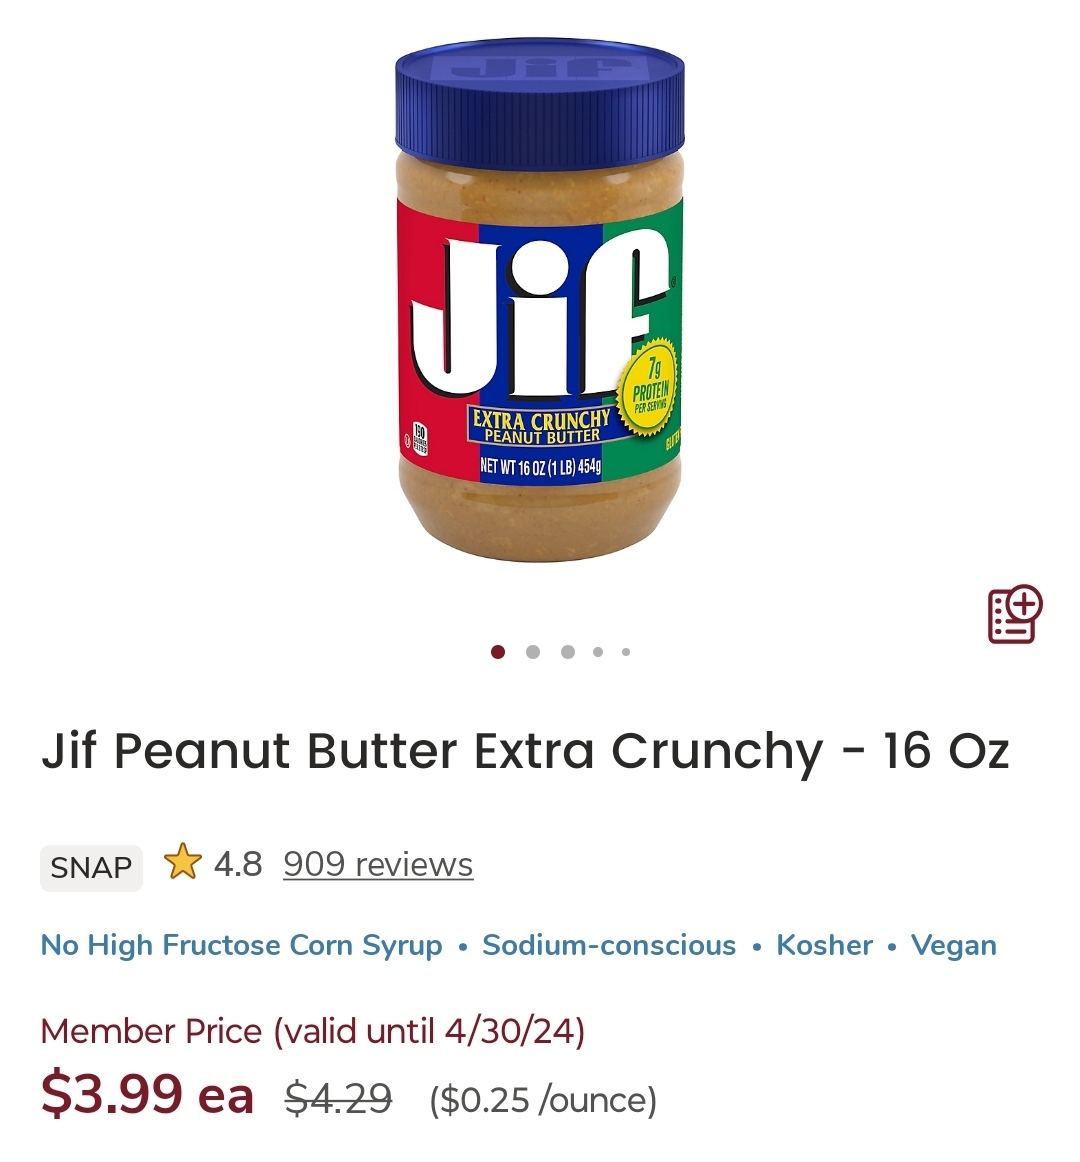 Jif
Jif
7g
PROTEIN
PER SERVING
EXTRA CRUNCHY
PEANUT BUTTER
190
NET WT 16 OZ (1 LB) 454g
Jif Peanut Butter Extra Crunchy - 16 Oz
SNAP 4.8 909 reviews
No High Fructose Corn Syrup • Sodium-conscious • Kosher • Vegan
Member Price (valid until 4/30/24)
$3.99 ea $4.29 ($0.25 /ounce)